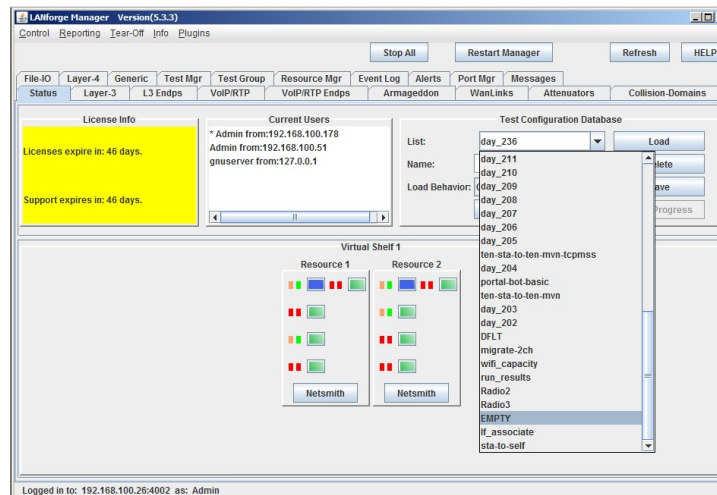 LANforge Manager Version(5.3.3)
Control Reporting Tear-Off Info Plugins
Stop All Restart Manager Refresh HELP
File-IO Layer-4 Generic Test Mgr Test Group Resource Mgr Event Log Alerts Port Mgr Messages
Status Layer-3 L3 Endps VoIP/RTP VoIP/RTP Endps Armageddon WanLinks Attenuators Collision-Domains
License Info
Licenses expire in: 46 days.
Support expires in: 46 days.
Current Users
* Admin from:192.168.100.178
Admin from:192.168.100.51
gnuserver from:127.0.0.1
Test Configuration Database
List: day_236 Load
Name: elete
Load Behavior: ave
Progress
day_211
day_210
day_209
day_208
day_207
day_206
day_205
ten-sta-to-ten-mvn-tcpmss
day_204
portal-bot-basic
ten-sta-to-ten-mvn
day_203
day_202
DFLT
migrate-2ch
wifi_capacity
run_results
Radio2
Radio3
EMPTY
lf_associate
sta-to-self
Virtual Shelf 1
Resource 1 Resource 2
Netsmith Netsmith
Logged in to: 192.168.100.26:4002 as: Admin